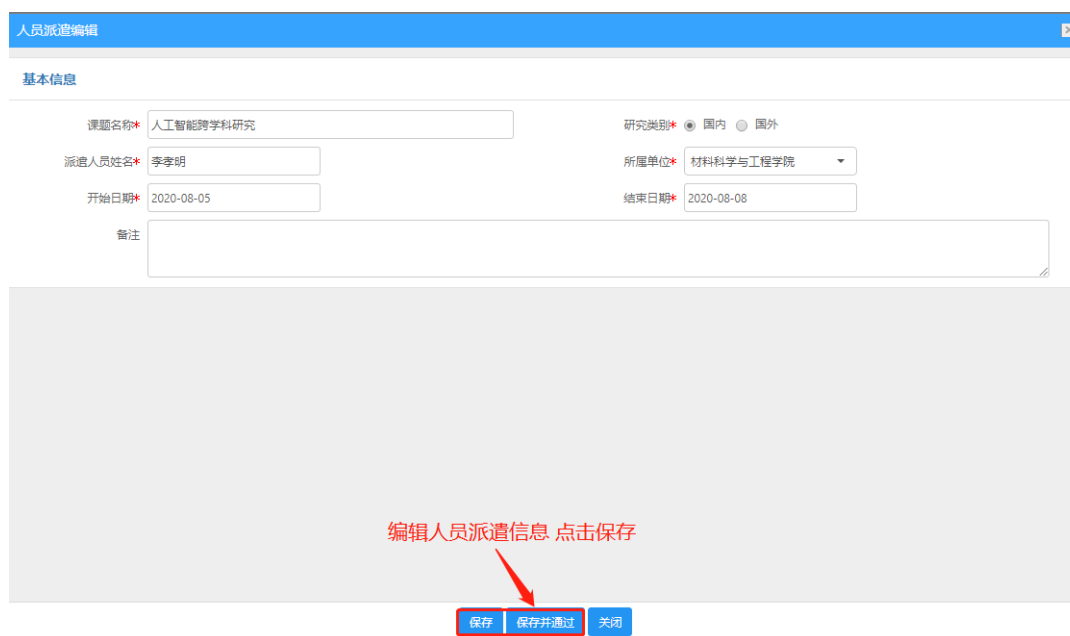 人员派遣编辑
基本信息
课题名称* 人工智能跨学科研究 研究类别* 国内 国外
派遣人员姓名* 李孝明 所属单位* 材料科学与工程学院
开始日期* 2020-08-05 结束日期* 2020-08-08
备注
编辑人员派遣信息 点击保存
保存 保存并通过 关闭